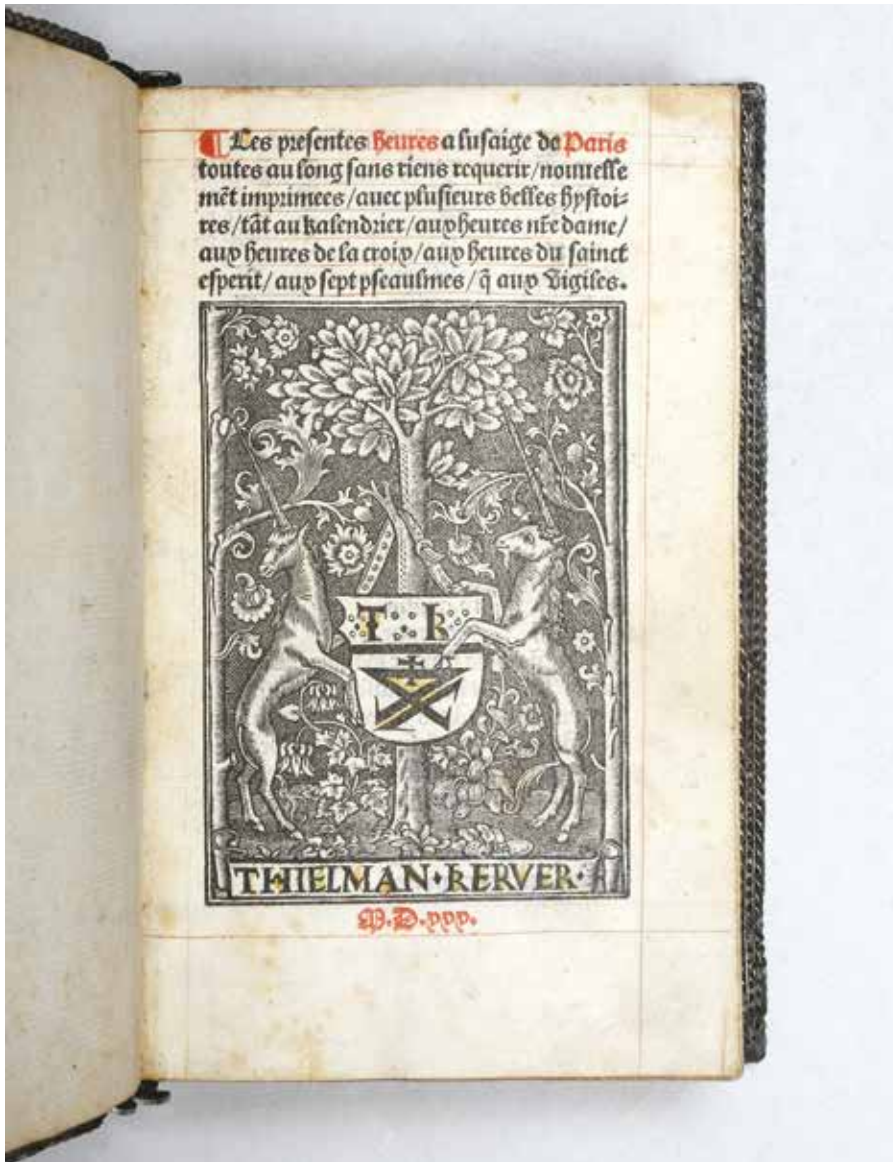 ¶ Les presentes heures a lusaige de Paris
toutes au long sans riens requerir/nouuelle
mēt imprimees/auec plusieurs belles hystoi=
res/tāt au kalendrier/aux heures nr̃e dame/
aux heures de la croix/aux heures du sainct
esperit/aux sept pseaulmes/q̃ aux Vigiles.
T K
THIELMAN·KERVER·
M.D.xxx.